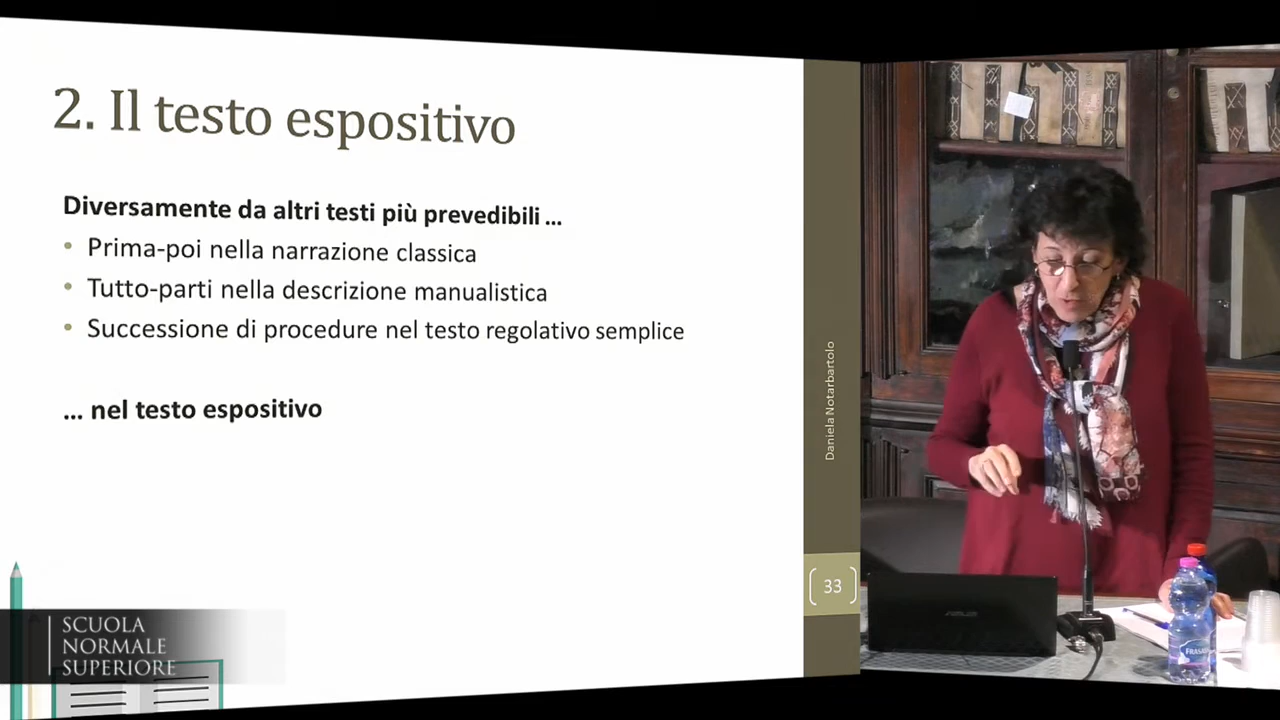 2. Il testo espositivo
Diversamente da altri testi più prevedibili ...
• Prima-poi nella narrazione classica
• Tutto-parti nella descrizione manualistica
• Successione di procedure nel testo regolativo semplice
... nel testo espositivo
Daniela Notarbartolo
33
SCUOLA
NORMALE
SUPERIORE
ASUS